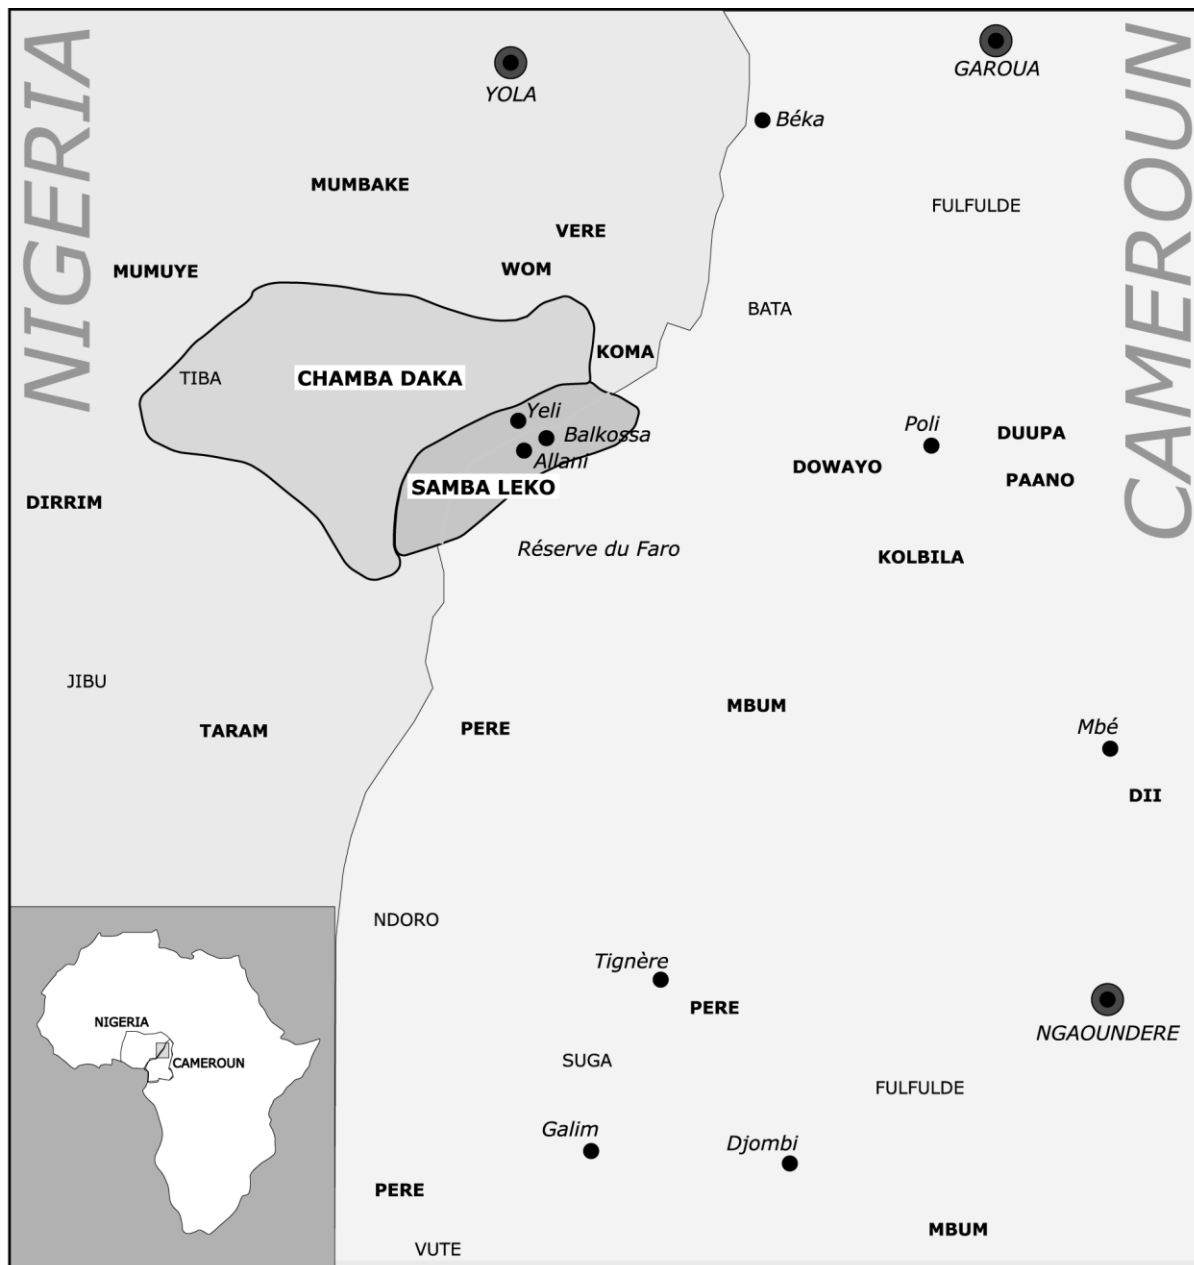 NIGERIA
CAMEROUN
YOLA
GAROUA
Béka
MUMBAKE
FULFULDE
VERE
WOM
MUMUYE
BATA
KOMA
TIBA
CHAMBA DAKA
Yeli
Balkossa
Allani
Poli
DUUPA
DOWAYO
PAANO
SAMBA LEKO
DIRRIM
Réserve du Faro
KOLBILA
JIBU
MBUM
TARAM
PERE
Mbé
DII
NDORO
Tignère
PERE
NGAOUNDERE
NIGERIA
CAMEROUN
SUGA
FULFULDE
Galim
Djombi
PERE
MBUM
VUTE